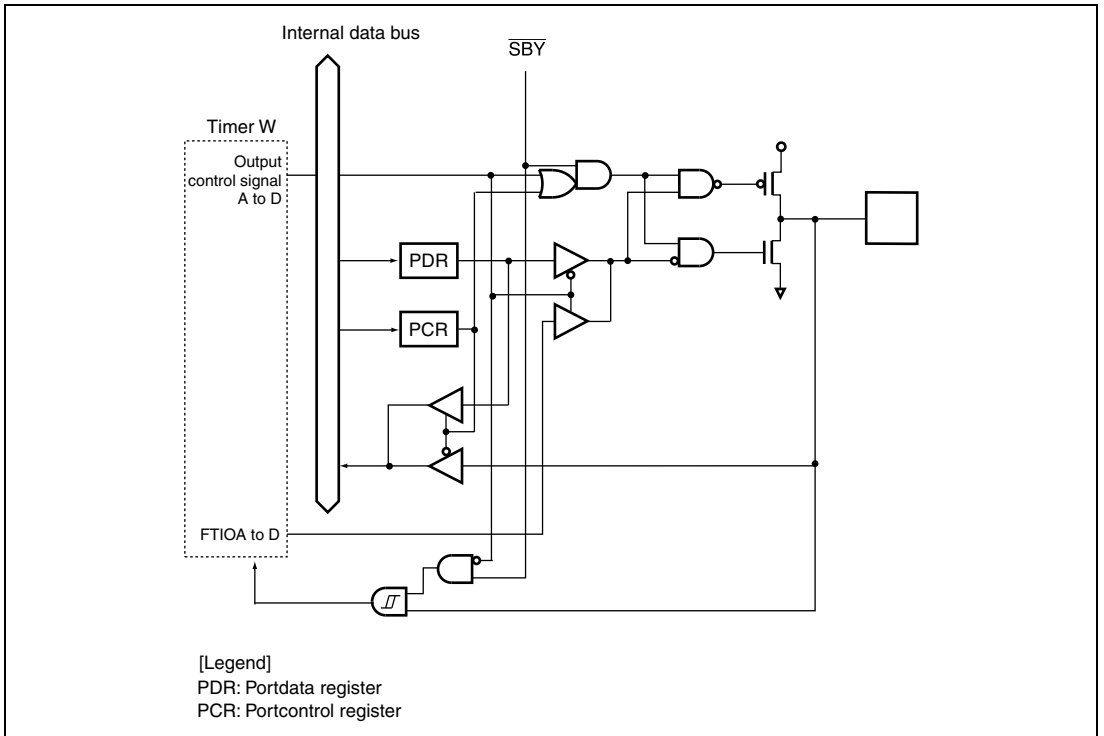 Internal data bus
SBY
Timer W
Output
control signal
A to D
PDR
PCR
FTIOA to D
[Legend]
PDR: Portdata register
PCR: Portcontrol register